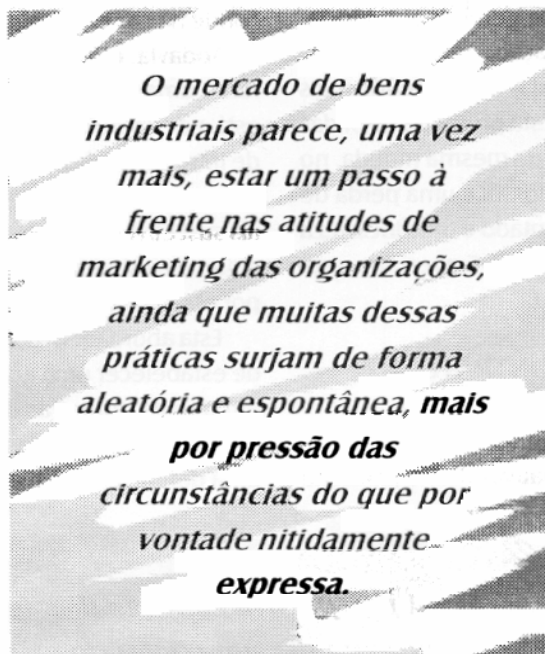 O mercado de bens
industriais parece, uma vez
mais, estar um passo à
frente nas atitudes de
marketing das organizações,
ainda que muitas dessas
práticas surjam de forma
aleatória e espontânea, mais
por pressão das
circunstâncias do que por
vontade nitidamente
expressa.